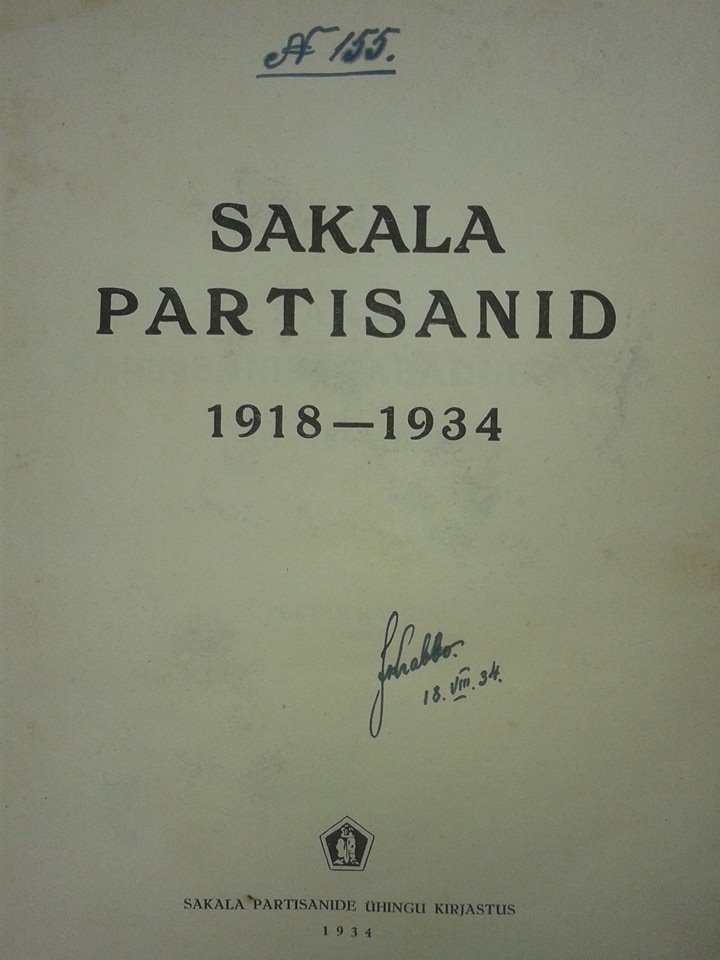 № 155.
SAKALA
PARTISANID
1918—1934
18. VIII. 34.
SAKALA PARTISANIDE ÜHINGU KIRJASTUS
1934